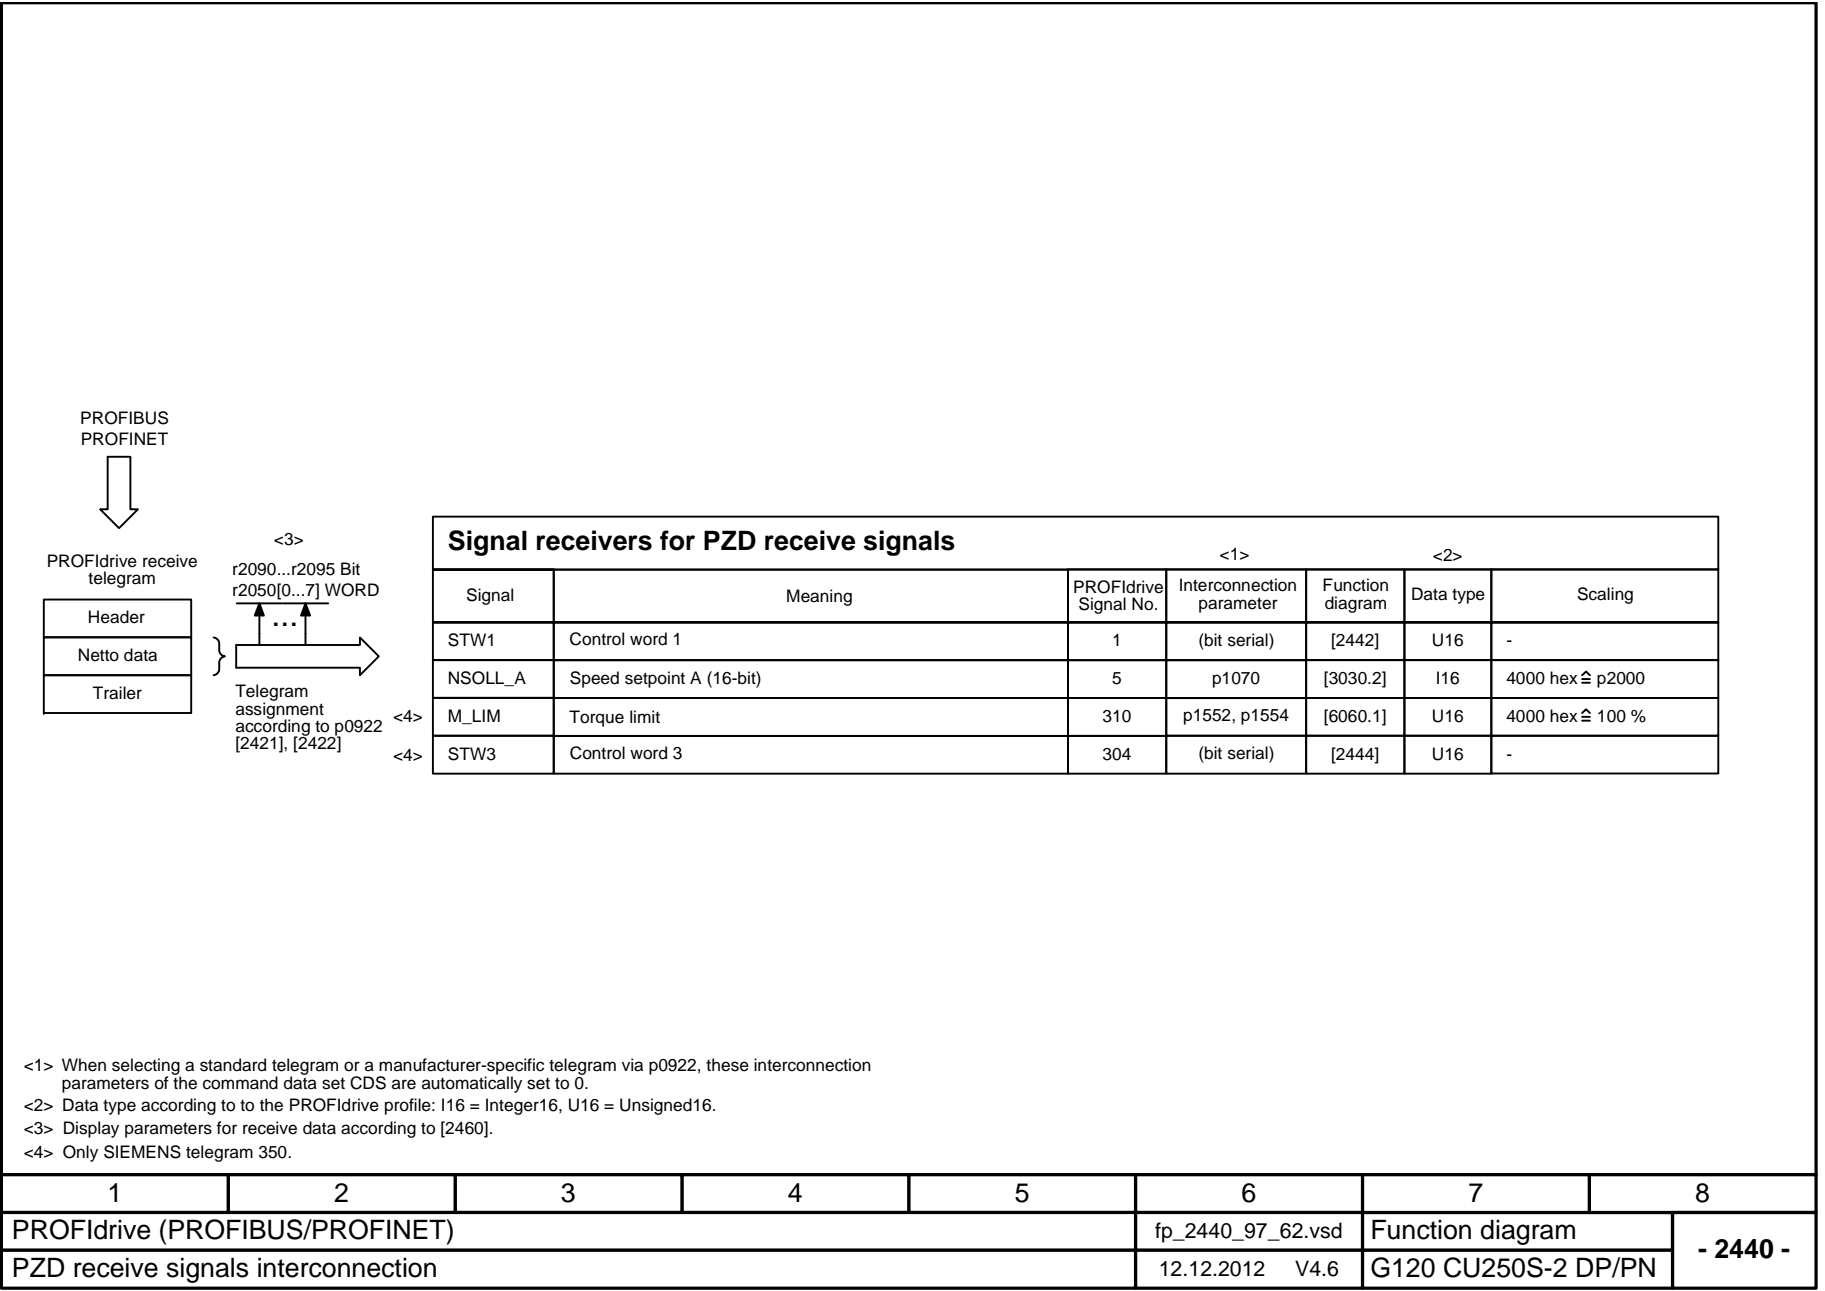 PROFIBUS
PROFINET
PROFIdrive receive
telegram
Header
Netto data
Trailer
<3>
r2090...r2095 Bit
r2050[0...7] WORD
...
Telegram
assignment
according to p0922
[2421], [2422]
Signal receivers for PZD receive signals
<1> <2>
Signal Meaning PROFIdrive Signal No. Interconnection parameter Function diagram Data type Scaling
STW1 Control word 1 1 (bit serial) [2442] U16 -
NSOLL_A Speed setpoint A (16-bit) 5 p1070 [3030.2] I16 4000 hex ≙ p2000
<4> M_LIM Torque limit 310 p1552, p1554 [6060.1] U16 4000 hex ≙ 100 %
<4> STW3 Control word 3 304 (bit serial) [2444] U16 -
<1> When selecting a standard telegram or a manufacturer-specific telegram via p0922, these interconnection
parameters of the command data set CDS are automatically set to 0.
<2> Data type according to to the PROFIdrive profile: I16 = Integer16, U16 = Unsigned16.
<3> Display parameters for receive data according to [2460].
<4> Only SIEMENS telegram 350.
1 2 3 4 5 6 7 8
PROFIdrive (PROFIBUS/PROFINET) fp_2440_97_62.vsd Function diagram
- 2440 -
PZD receive signals interconnection 12.12.2012 V4.6 G120 CU250S-2 DP/PN